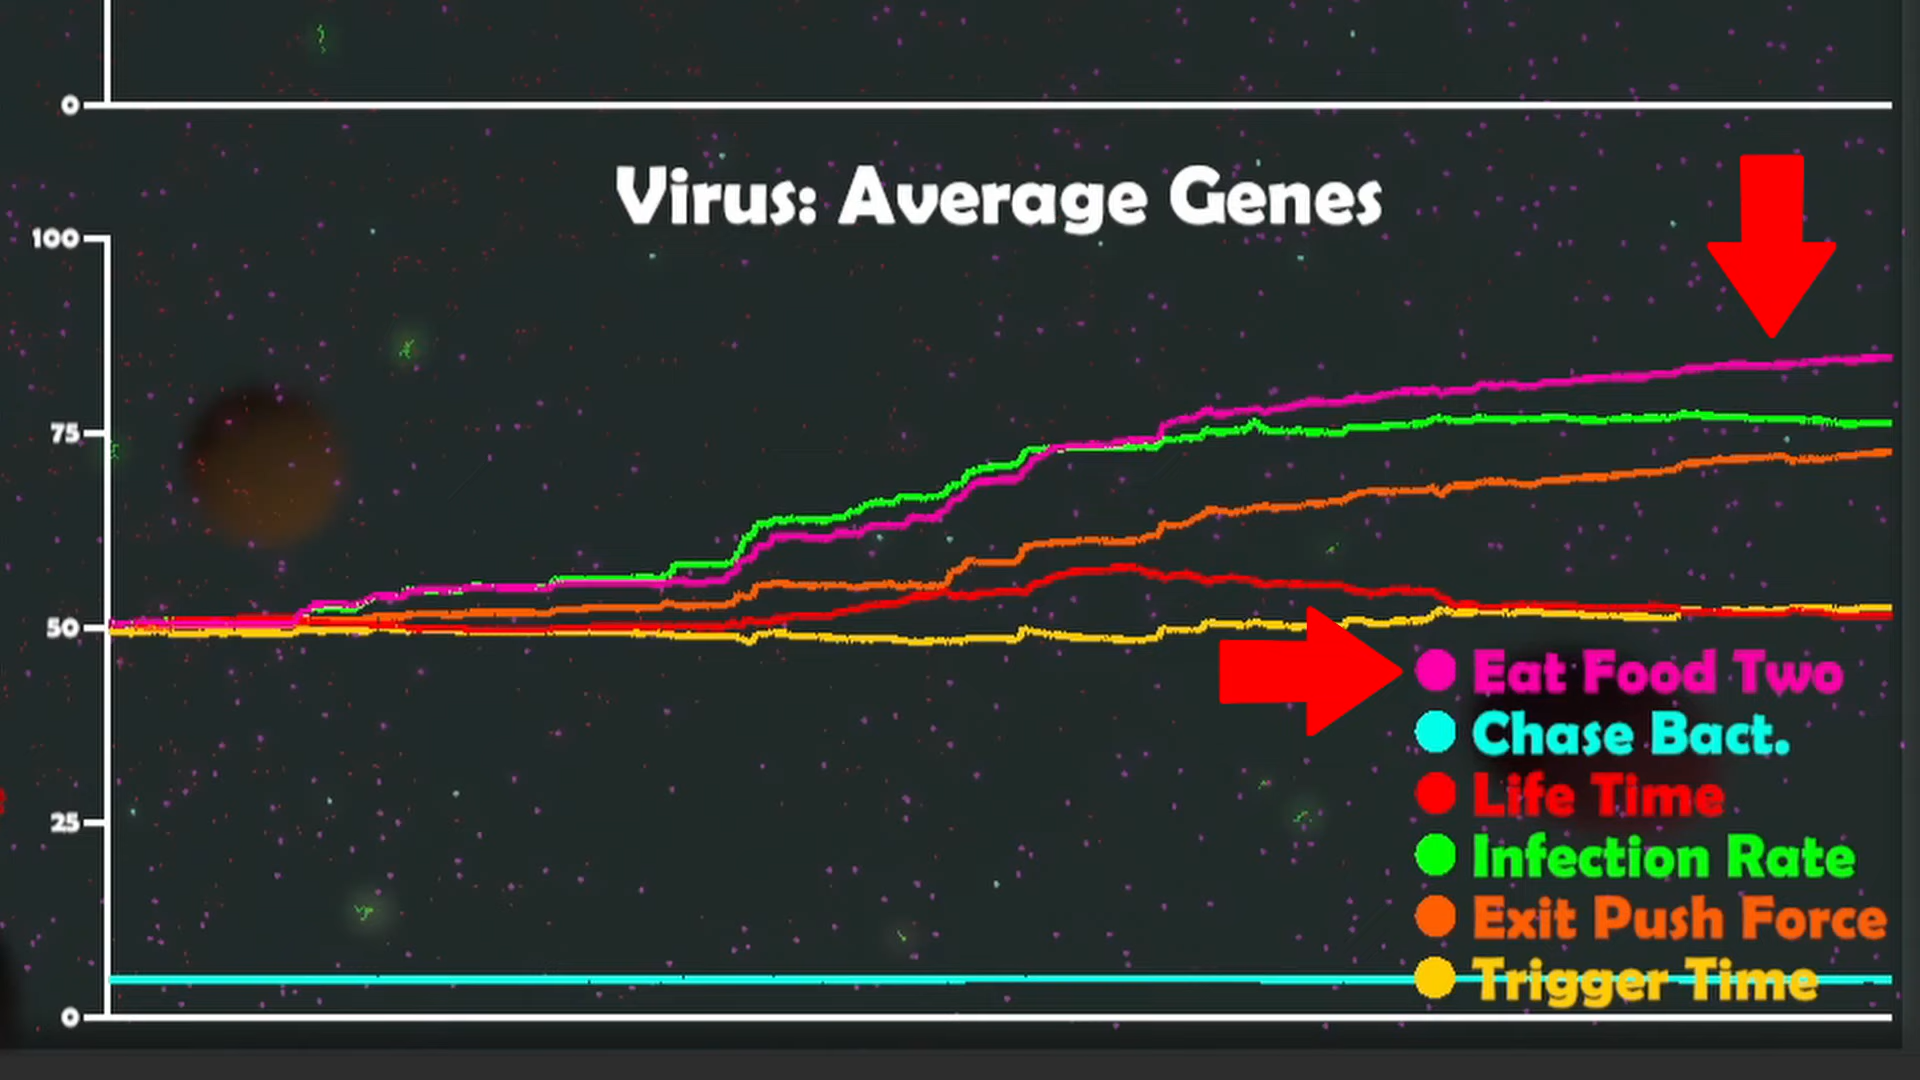 0
Virus: Average Genes
100
75
50
25
0
Eat Food Two
Chase Bact.
Life Time
Infection Rate
Exit Push Force
Trigger Time